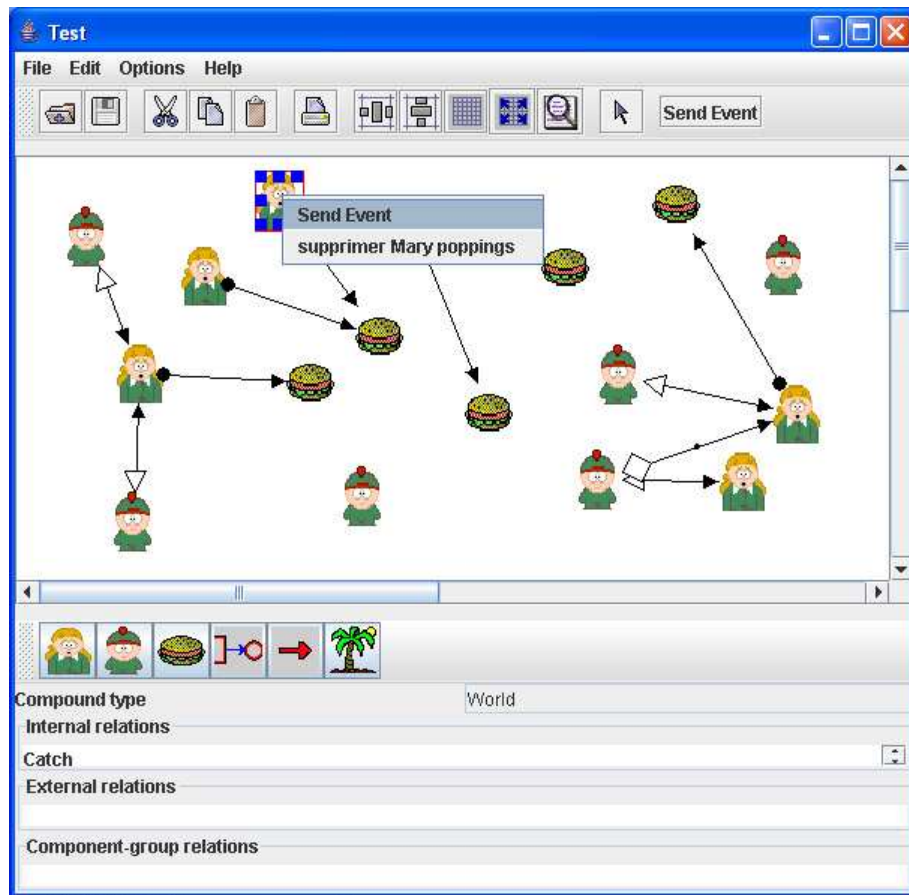 Test
File Edit Options Help
Send Event
Send Event
supprimer Mary poppings
Compound type World
Internal relations
Catch
External relations
Component-group relations